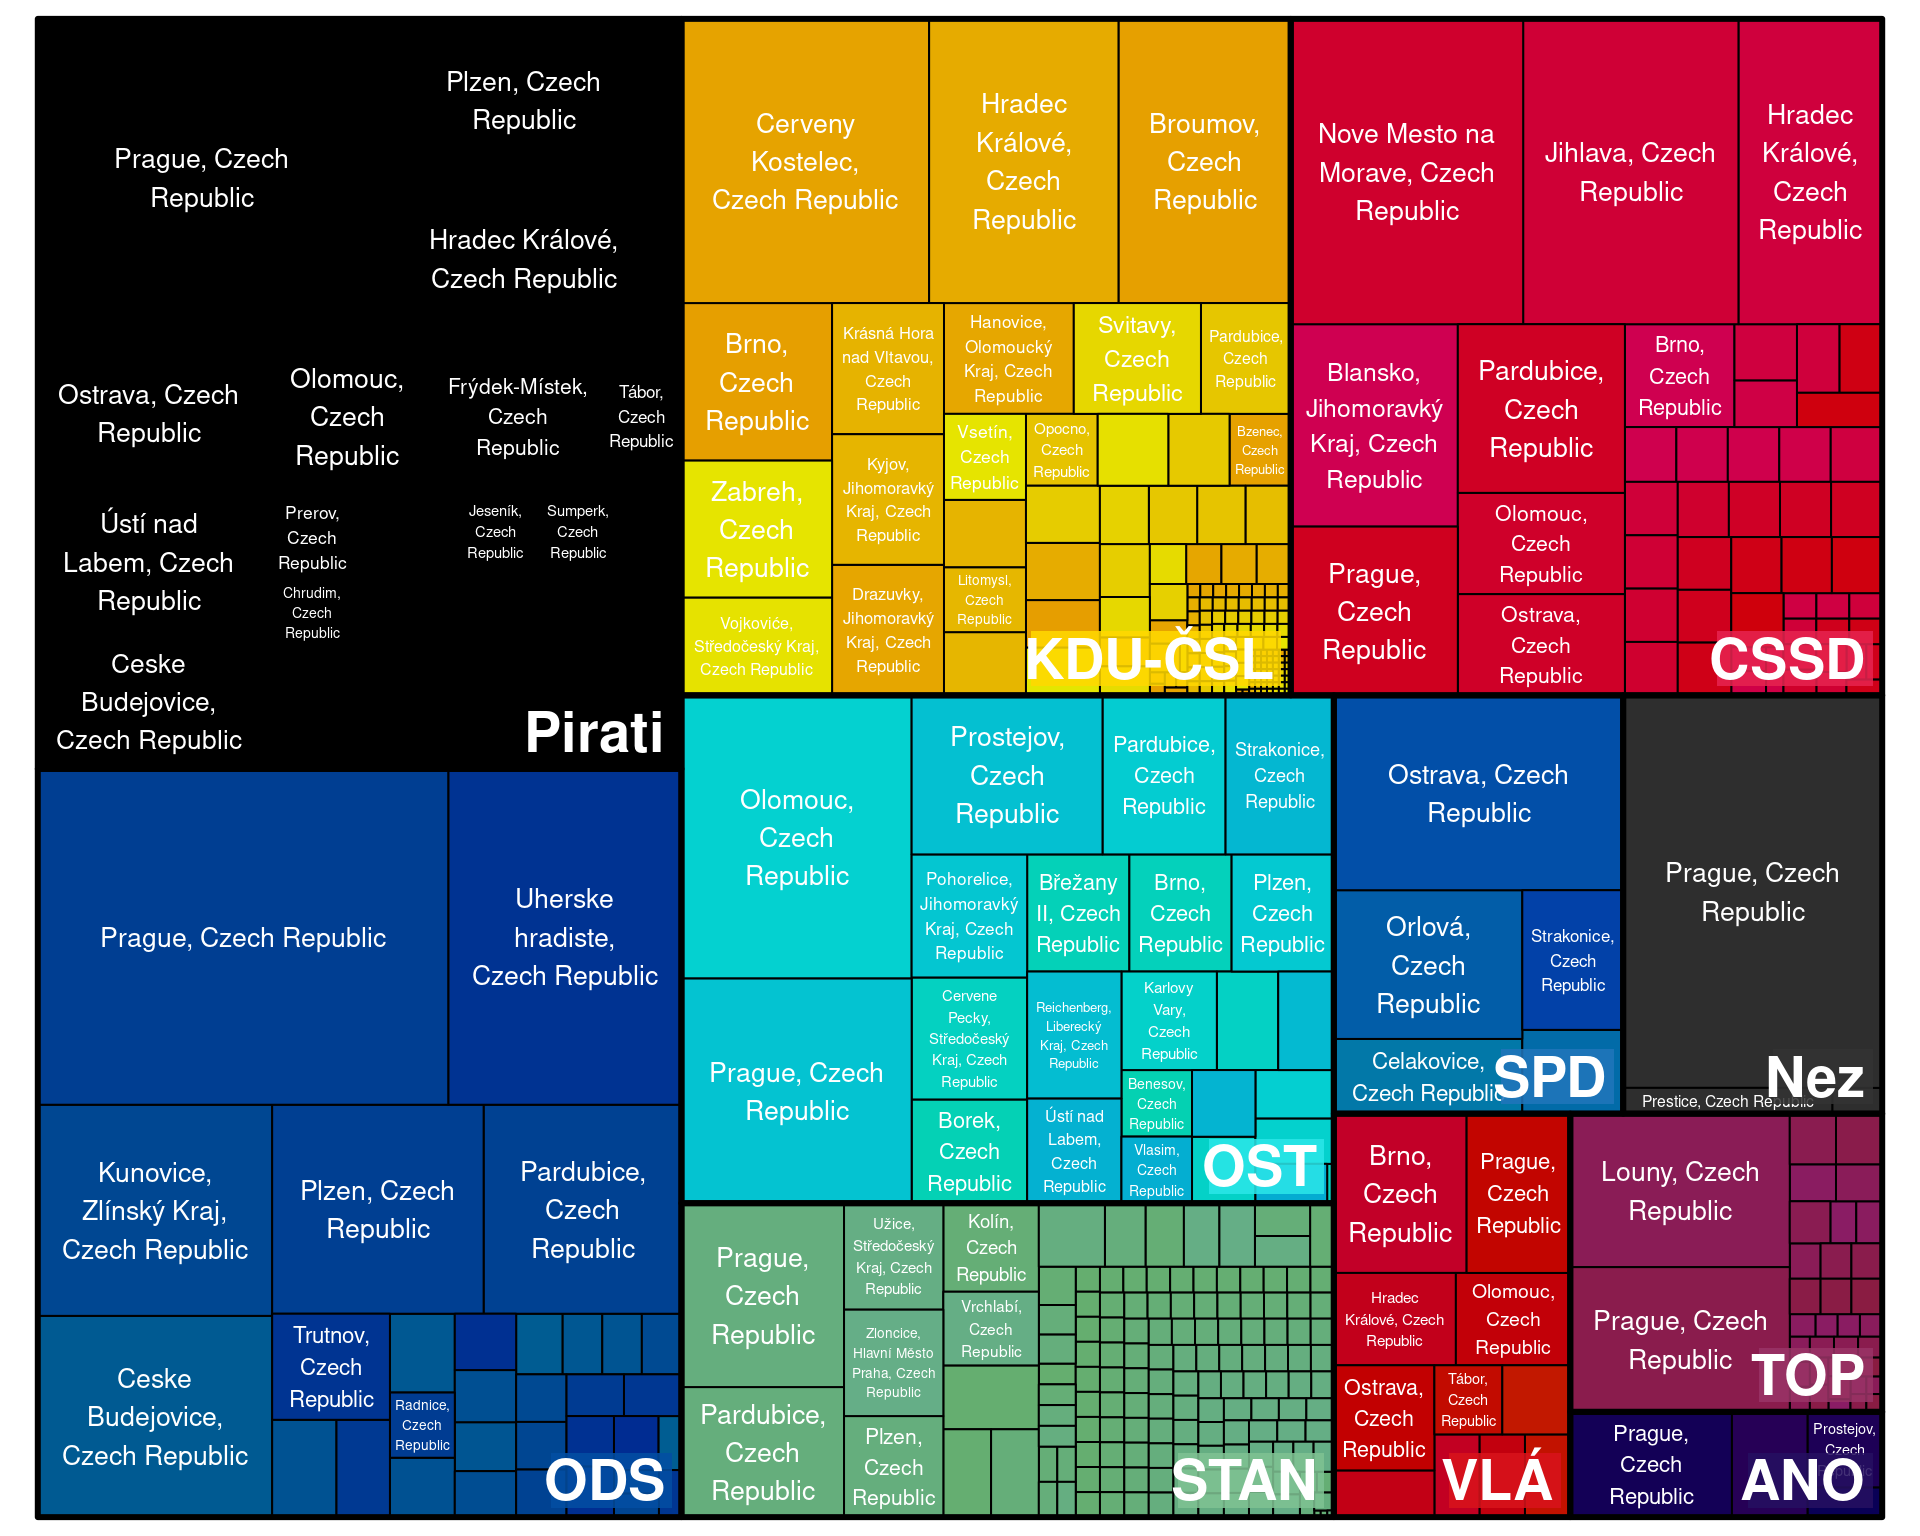 Prague, Czech
Republic
Plzen, Czech
Republic
Hradec Králové,
Czech Republic
Ostrava, Czech
Republic
Olomouc,
Czech
Republic
Frýdek-Místek,
Czech
Republic
Tábor,
Czech
Republic
Ústí nad
Labem, Czech
Republic
Prerov,
Czech
Republic
Jeseník,
Czech
Republic
Sumperk,
Czech
Republic
Chrudim,
Czech
Republic
Ceske
Budejovice,
Czech Republic
Pirati
Prague, Czech Republic
Uherske
hradiste,
Czech Republic
Kunovice,
Zlínský Kraj,
Czech Republic
Plzen, Czech
Republic
Pardubice,
Czech
Republic
Ceske
Budejovice,
Czech Republic
Trutnov,
Czech
Republic
Radnice,
Czech
Republic
ODS
Cerveny
Kostelec,
Czech Republic
Hradec
Králové,
Czech
Republic
Broumov,
Czech
Republic
Brno,
Czech
Republic
Krásná Hora
nad Vltavou,
Czech
Republic
Hanovice,
Olomoucký
Kraj, Czech
Republic
Svitavy,
Czech
Republic
Pardubice,
Czech
Republic
Zabreh,
Czech
Republic
Kyjov,
Jihomoravký
Kraj, Czech
Republic
Vsetín,
Czech
Republic
Opocno,
Czech
Republic
Bzenec,
Czech
Republic
Vojkoviće,
Středočeský Kraj,
Czech Republic
Drazuvky,
Jihomoravký
Kraj, Czech
Republic
Litomysl,
Czech
Republic
KDU-ČSL
Nove Mesto na
Morave, Czech
Republic
Jihlava, Czech
Republic
Hradec
Králové,
Czech
Republic
Blansko,
Jihomoravký
Kraj, Czech
Republic
Pardubice,
Czech
Republic
Brno,
Czech
Republic
Prague,
Czech
Republic
Olomouc,
Czech
Republic
Ostrava,
Czech
Republic
CSSD
Olomouc,
Czech
Republic
Prostejov,
Czech
Republic
Pardubice,
Czech
Republic
Strakonice,
Czech
Republic
Pohorelice,
Jihomoravký
Kraj, Czech
Republic
Břežany
II, Czech
Republic
Brno,
Czech
Republic
Plzen,
Czech
Republic
Prague, Czech
Republic
Cervene
Pecky,
Středočeský
Kraj, Czech
Republic
Reichenberg,
Liberecký
Kraj, Czech
Republic
Karlovy
Vary,
Czech
Republic
Borek,
Czech
Republic
Ústí nad
Labem,
Czech
Republic
Benesov,
Czech
Republic
Vlasim,
Czech
Republic
OST
Ostrava, Czech
Republic
Orlová,
Czech
Republic
Strakonice,
Czech
Republic
Celakovice,
Czech Republic
SPD
Prague, Czech
Republic
Prestice, Czech Republic
Nez
Prague,
Czech
Republic
Užice,
Středočeský
Kraj, Czech
Republic
Kolín,
Czech
Republic
Zloncice,
Hlavní Město
Praha, Czech
Republic
Vrchlabí,
Czech
Republic
Pardubice,
Czech
Republic
Plzen,
Czech
Republic
STAN
Brno,
Czech
Republic
Prague,
Czech
Republic
Hradec
Králové, Czech
Republic
Olomouc,
Czech
Republic
Ostrava,
Czech
Republic
Tábor,
Czech
Republic
VLÁ
Louny, Czech
Republic
Prague, Czech
Republic
TOP
Prague,
Czech
Republic
Prostejov,
Czech
Republic
ANO